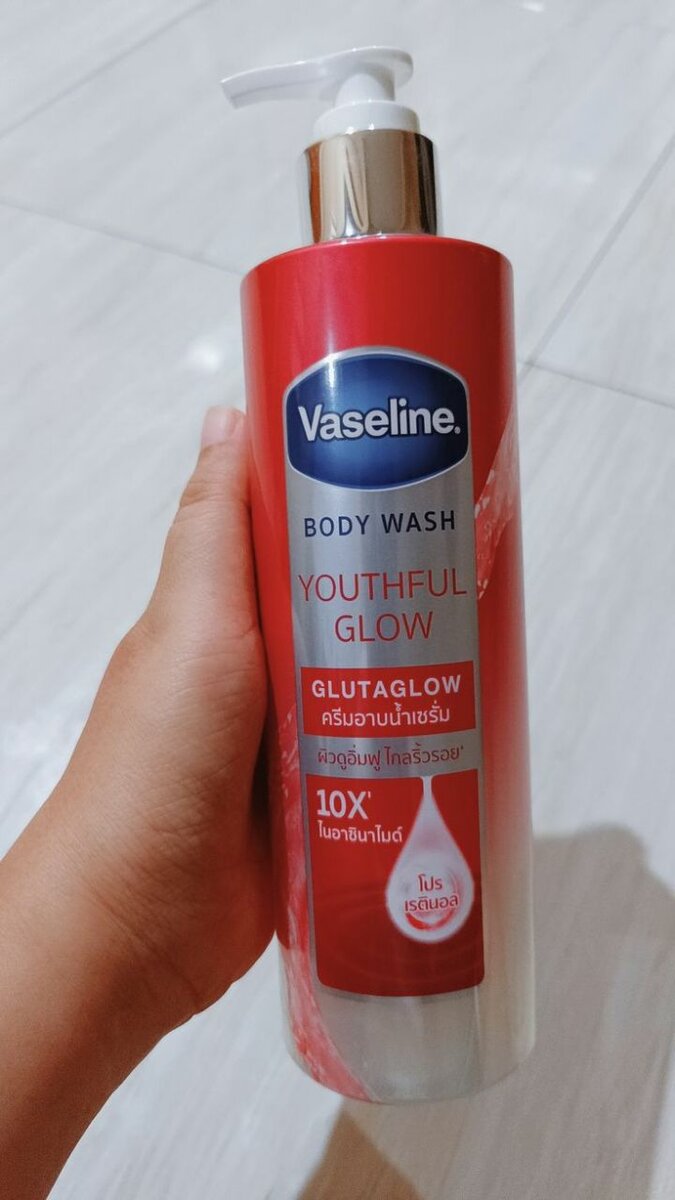 Vaseline.
BODY WASH
YOUTHFUL
GLOW
GLUTAGLOW
ครีมอาบน้ำเซรั่ม
ผิวดูอิ่มฟู ไกลริ้วรอย*
10X¹
ไนอาซินาไมด์
โปร
เรตินอล